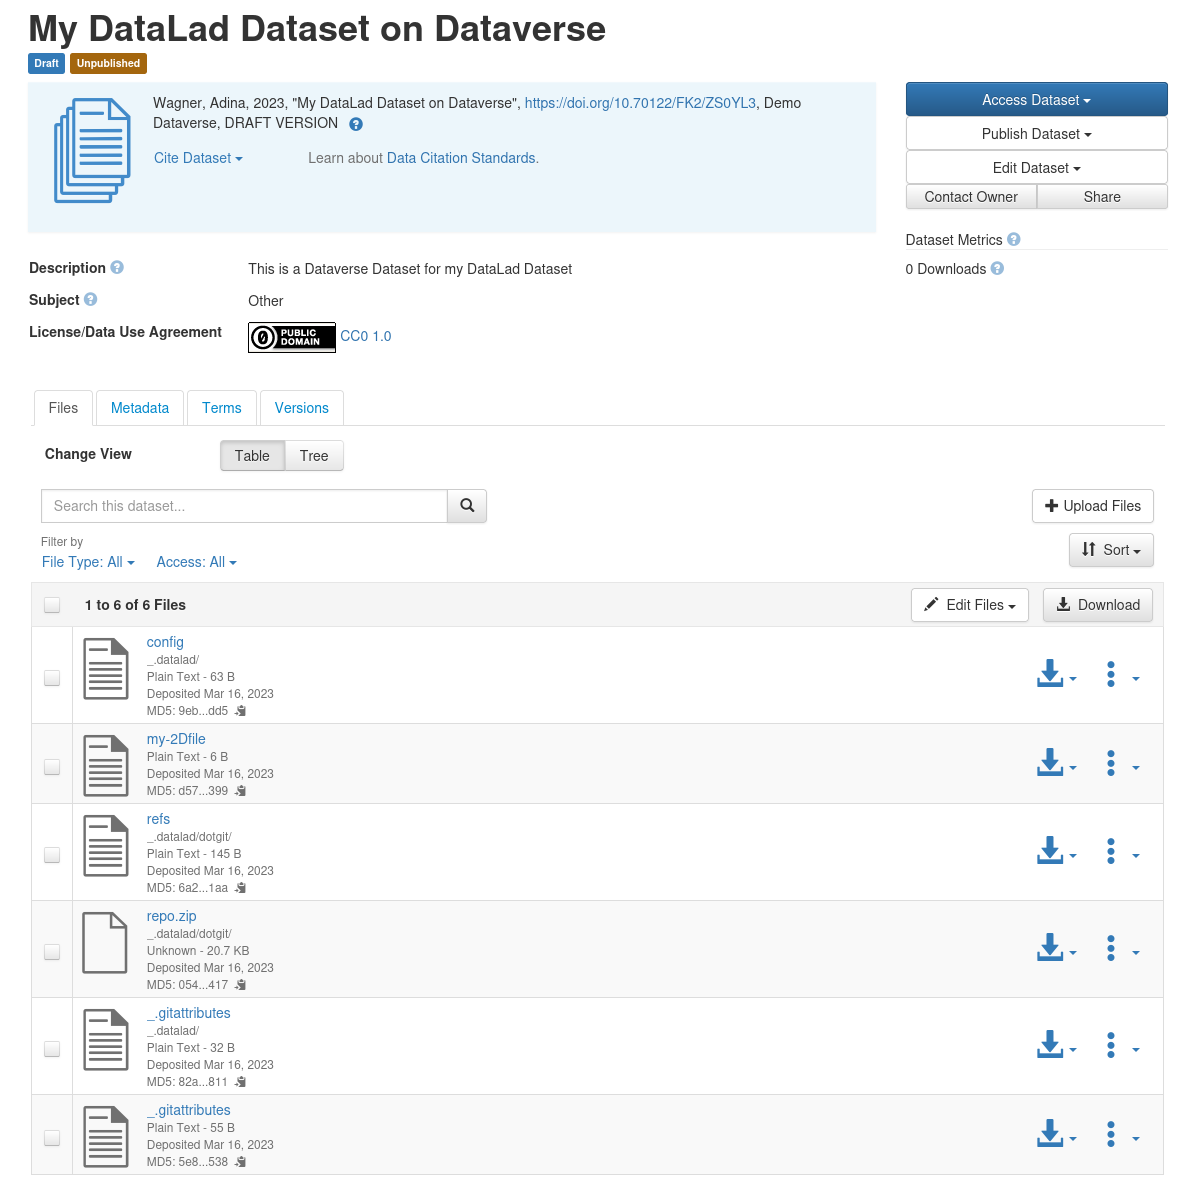 My DataLad Dataset on Dataverse
Draft Unpublished
Wagner, Adina, 2023, "My DataLad Dataset on Dataverse", https://doi.org/10.70122/FK2/ZS0YL3, Demo
Dataverse, DRAFT VERSION ?
Cite Dataset Learn about Data Citation Standards.
Access Dataset
Publish Dataset
Edit Dataset
Contact Owner Share
Dataset Metrics ?
0 Downloads ?
Description ? This is a Dataverse Dataset for my DataLad Dataset
Subject ? Other
License/Data Use Agreement PUBLIC DOMAIN CC0 1.0
Files Metadata Terms Versions
Change View Table Tree
Search this dataset... Upload Files
Filter by
File Type: All Access: All Sort
1 to 6 of 6 Files Edit Files Download
config
_.datalad/
Plain Text - 63 B
Deposited Mar 16, 2023
MD5: 9eb...dd5
my-2Dfile
Plain Text - 6 B
Deposited Mar 16, 2023
MD5: d57...399
refs
_.datalad/dotgit/
Plain Text - 145 B
Deposited Mar 16, 2023
MD5: 6a2...1aa
repo.zip
_.datalad/dotgit/
Unknown - 20.7 KB
Deposited Mar 16, 2023
MD5: 054...417
_.gitattributes
_.datalad/
Plain Text - 32 B
Deposited Mar 16, 2023
MD5: 82a...811
_.gitattributes
Plain Text - 55 B
Deposited Mar 16, 2023
MD5: 5e8...538